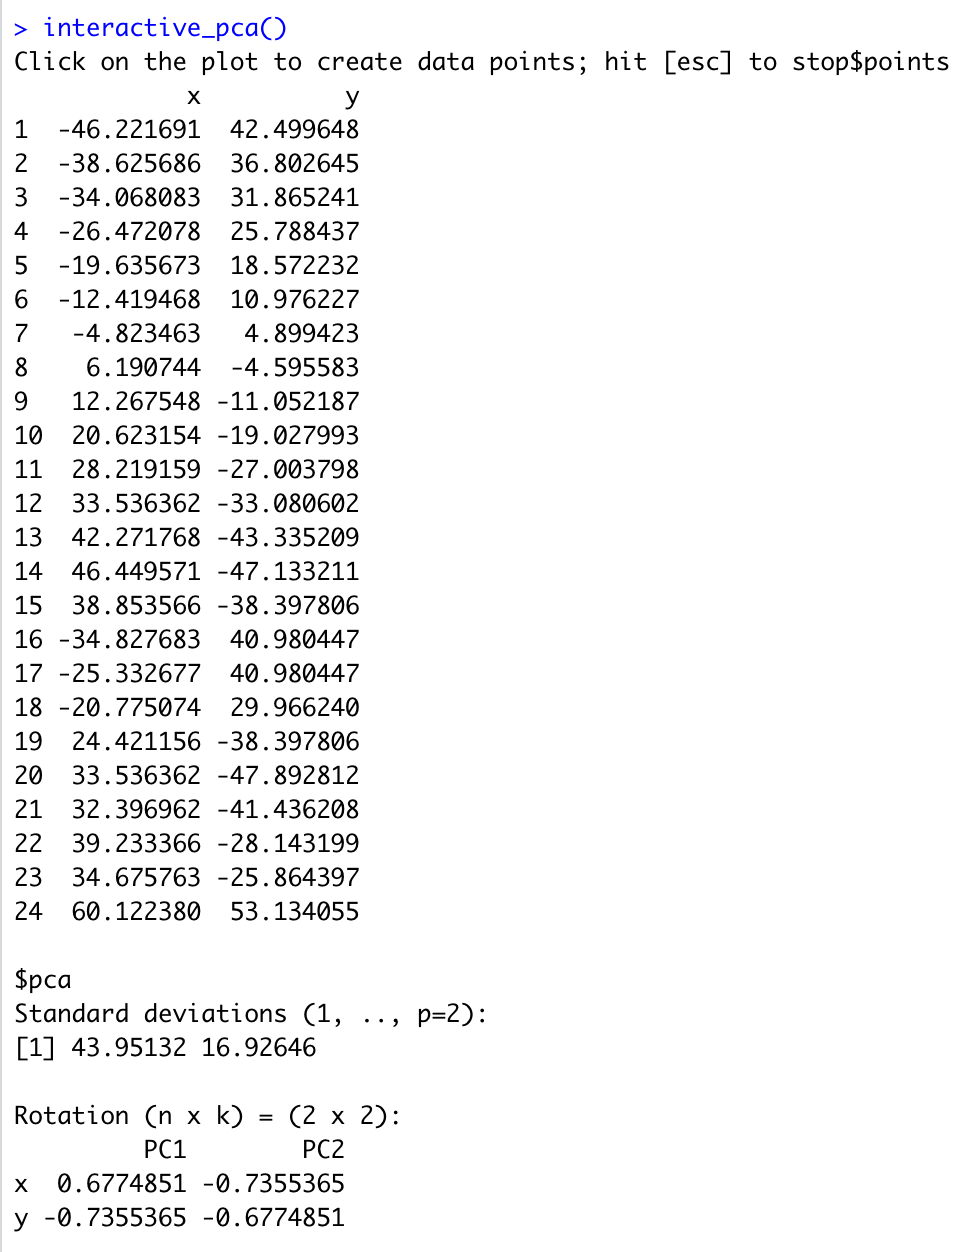 > interactive_pca()
Click on the plot to create data points; hit [esc] to stop$points
            x          y
1  -46.221691  42.499648
2  -38.625686  36.802645
3  -34.068083  31.865241
4  -26.472078  25.788437
5  -19.635673  18.572232
6  -12.419468  10.976227
7   -4.823463   4.899423
8    6.190744  -4.595583
9   12.267548 -11.052187
10  20.623154 -19.027993
11  28.219159 -27.003798
12  33.536362 -33.080602
13  42.271768 -43.335209
14  46.449571 -47.133211
15  38.853566 -38.397806
16 -34.827683  40.980447
17 -25.332677  40.980447
18 -20.775074  29.966240
19  24.421156 -38.397806
20  33.536362 -47.892812
21  32.396962 -41.436208
22  39.233366 -28.143199
23  34.675763 -25.864397
24  60.122380  53.134055

$pca
Standard deviations (1, .., p=2):
[1] 43.95132 16.92646

Rotation (n x k) = (2 x 2):
         PC1        PC2
x  0.6774851 -0.7355365
y -0.7355365 -0.6774851